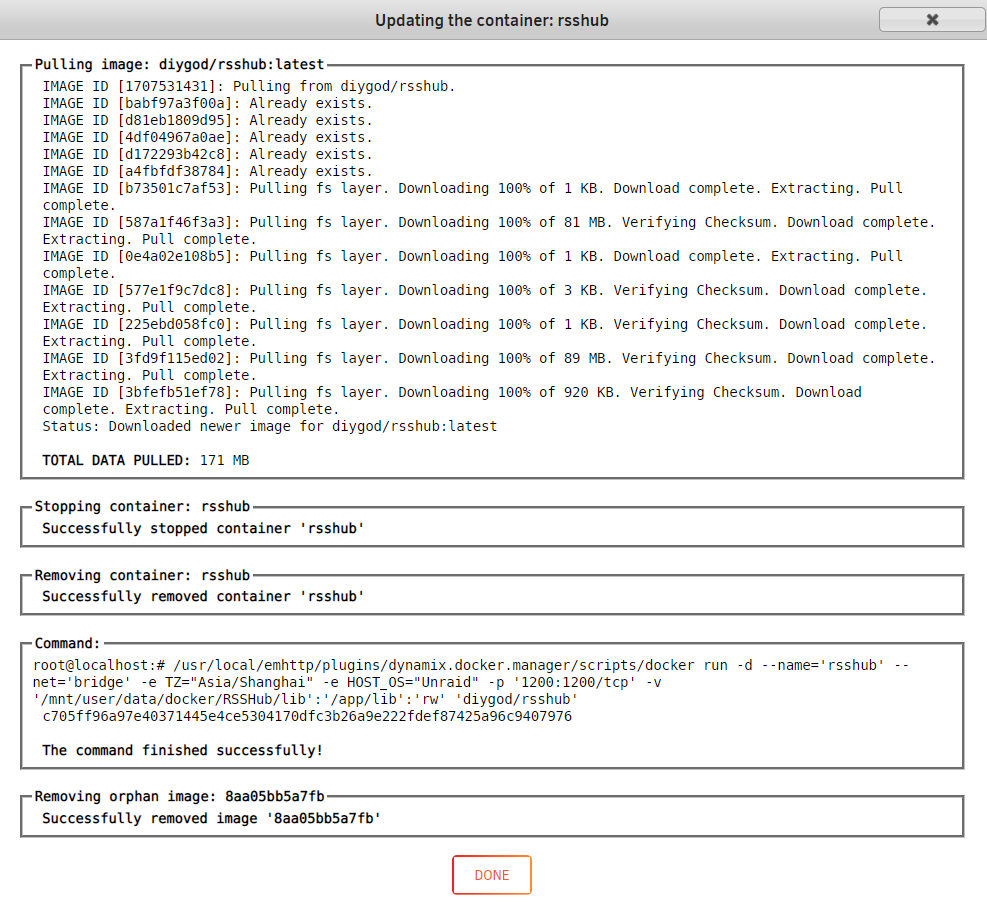 Updating the container: rsshub
Pulling image: diygod/rsshub:latest
IMAGE ID [1707531431]: Pulling from diygod/rsshub.
IMAGE ID [babf97a3f00a]: Already exists.
IMAGE ID [d81eb1809d95]: Already exists.
IMAGE ID [4df04967a0ae]: Already exists.
IMAGE ID [d172293b42c8]: Already exists.
IMAGE ID [a4fbfdf38784]: Already exists.
IMAGE ID [b73501c7af53]: Pulling fs layer. Downloading 100% of 1 KB. Download complete. Extracting. Pull
complete.
IMAGE ID [587a1f46f3a3]: Pulling fs layer. Downloading 100% of 81 MB. Verifying Checksum. Download complete.
Extracting. Pull complete.
IMAGE ID [0e4a02e108b5]: Pulling fs layer. Downloading 100% of 1 KB. Download complete. Extracting. Pull
complete.
IMAGE ID [577e1f9c7dc8]: Pulling fs layer. Downloading 100% of 3 KB. Verifying Checksum. Download complete.
Extracting. Pull complete.
IMAGE ID [225ebd058fc0]: Pulling fs layer. Downloading 100% of 1 KB. Verifying Checksum. Download complete.
Extracting. Pull complete.
IMAGE ID [3fd9f115ed02]: Pulling fs layer. Downloading 100% of 89 MB. Verifying Checksum. Download complete.
Extracting. Pull complete.
IMAGE ID [3bfefb51ef78]: Pulling fs layer. Downloading 100% of 920 KB. Verifying Checksum. Download
complete. Extracting. Pull complete.
Status: Downloaded newer image for diygod/rsshub:latest
TOTAL DATA PULLED: 171 MB
Stopping container: rsshub
Successfully stopped container 'rsshub'
Removing container: rsshub
Successfully removed container 'rsshub'
Command:
root@localhost:# /usr/local/emhttp/plugins/dynamix.docker.manager/scripts/docker run -d --name='rsshub' --
net='bridge' -e TZ="Asia/Shanghai" -e HOST_OS="Unraid" -p '1200:1200/tcp' -v
'/mnt/user/data/docker/RSSHub/lib':'/app/lib':'rw' 'diygod/rsshub'
c705ff96a97e40371445e4ce5304170dfc3b26a9e222fdef87425a96c9407976
The command finished successfully!
Removing orphan image: 8aa05bb5a7fb
Successfully removed image '8aa05bb5a7fb'
DONE